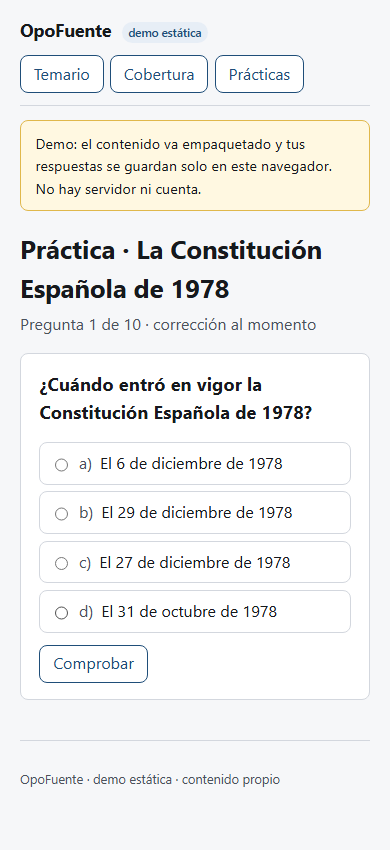 OpoFuente demo estática
Temario Cobertura Prácticas
Demo: el contenido va empaquetado y tus
respuestas se guardan solo en este navegador.
No hay servidor ni cuenta.
Práctica · La Constitución
Española de 1978
Pregunta 1 de 10 · corrección al momento
¿Cuándo entró en vigor la
Constitución Española de 1978?
a) El 6 de diciembre de 1978
b) El 29 de diciembre de 1978
c) El 27 de diciembre de 1978
d) El 31 de octubre de 1978
Comprobar
OpoFuente · demo estática · contenido propio